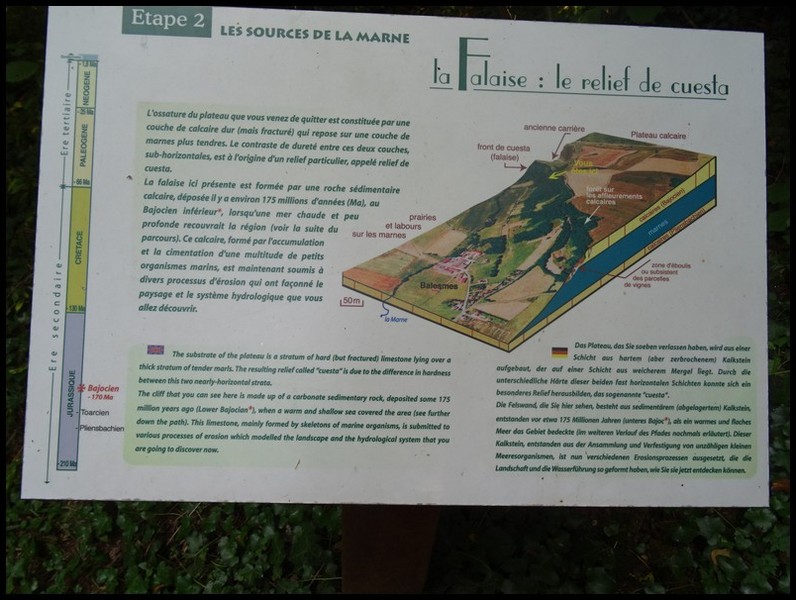 Etape 2
LES SOURCES DE LA MARNE
la Falaise : le relief de cuesta
L'ossature du plateau que vous venez de quitter est constituée par une
couche de calcaire dur (mais fracturé) qui repose sur une couche de
marnes plus tendres. Le contraste de dureté entre ces deux couches,
sub-horizontales, est à l'origine d'un relief particulier, appelé relief de
cuesta.
La falaise ici présente est formée par une roche sédimentaire
calcaire, déposée il y a environ 175 millions d'années (Ma), au
Bajocien inférieur*, lorsqu'une mer chaude et peu
profonde recouvrait la région (voir la suite du
parcours). Ce calcaire, formé par l'accumulation
et la cimentation d'une multitude de petits
organismes marins, est maintenant soumis à
divers processus d'érosion qui ont façonné le
paysage et le système hydrologique que vous
allez découvrir.
Ere tertiaire
Ere secondaire
NEOGENE
PALEOGENE
- 66 Ma
CRETACE
JURASSIQUE
Bajocien
- 170 Ma
Toarcien
Pliensbachien
- 210 Ma
ancienne carrière
Plateau calcaire
front de cuesta
(falaise)
Vous
forêt sur
les affleurements
calcaires
prairies
et labours
sur les marnes
calcaires (Bajocien)
marnes
Balesmes
50 m
la Marne
zone d'éboulis
ou subsistent
des parcelles
de vignes
The substrate of the plateau is a stratum of hard (but fractured) limestone lying over a
thick stratum of tender marls. The resulting relief called "cuesta" is due to the difference in hardness
between this two nearly-horizontal strata.
The cliff that you can see here is made up of a carbonate sedimentary rock, deposited some 175
million years ago (Lower Bajocian*), when a warm and shallow sea covered the area (see further
down the path). This limestone, mainly formed by skeletons of marine organisms, is submitted to
various processes of erosion which modelled the landscape and the hydrological system that you
are going to discover now.
Das Plateau, das Sie soeben verlassen haben, wird aus einer
Schicht aus hartem (aber zerbrochenem) Kalkstein
aufgebaut, der auf einer Schicht aus weicherem Mergel liegt. Durch die
unterschiedliche Härte dieser beiden fast horizontalen Schichten konnte sich ein
besonderes Relief herausbilden, das sogenannte "cuesta".
Die Felswand, die Sie hier sehen, besteht aus sedimentärem (abgelagertem) Kalkstein,
entstanden vor etwa 175 Millionen Jahren (unteres Bajoc*), als ein warmes und flaches
Meer das Gebiet bedeckte (im weiteren Verlauf des Pfades nochmals erläutert). Dieser
Kalkstein, entstanden aus der Ansammlung und Verfestigung von unzähligen kleinen
Meeresorganismen, ist nun verschiedenen Erosionsprozessen ausgesetzt, die die
Landschaft und die Wasserführung so geformt haben, wie Sie sie jetzt entdecken können.